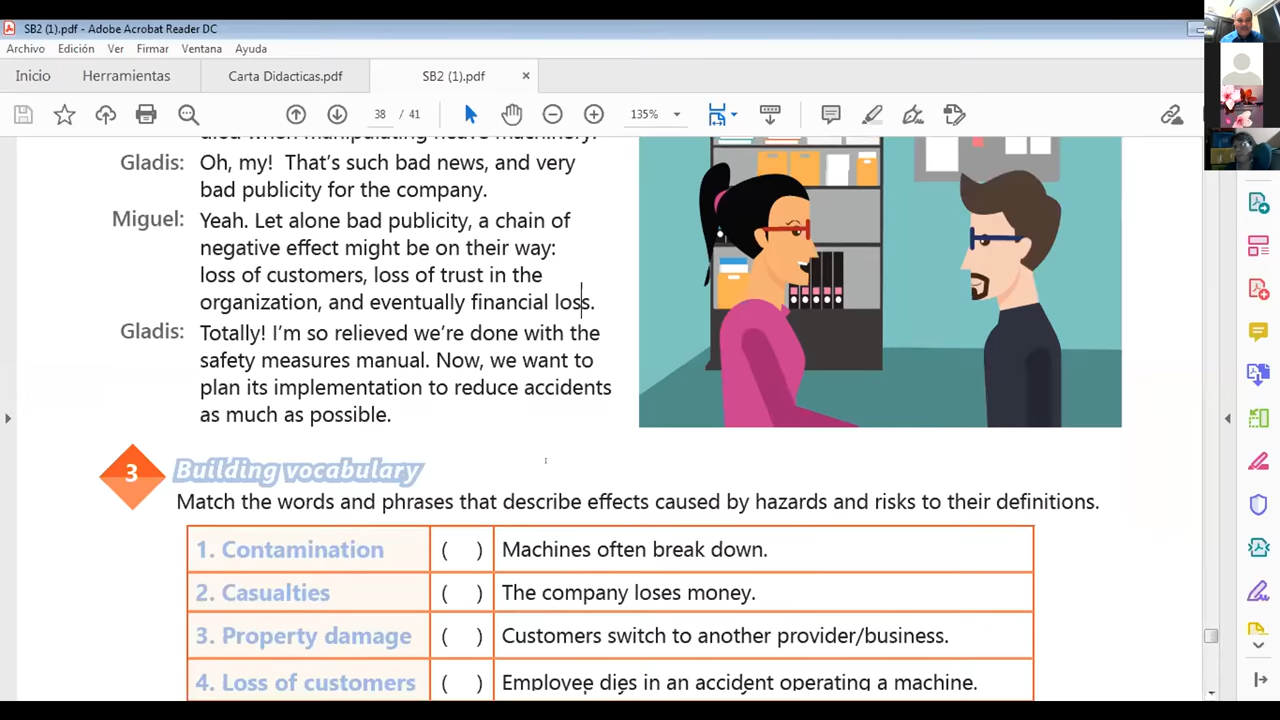 SB2 (1).pdf - Adobe Acrobat Reader DC
Archivo Edición Ver Firmar Ventana Ayuda
Inicio Herramientas Carta Didacticas.pdf SB2 (1).pdf ×
38 / 41 135%
died when manipulating heave machinery.
Gladis: Oh, my! That's such bad news, and very
bad publicity for the company.
Miguel: Yeah. Let alone bad publicity, a chain of
negative effect might be on their way:
loss of customers, loss of trust in the
organization, and eventually financial loss.
Gladis: Totally! I'm so relieved we're done with the
safety measures manual. Now, we want to
plan its implementation to reduce accidents
as much as possible.
3 Building vocabulary
Match the words and phrases that describe effects caused by hazards and risks to their definitions.
1. Contamination ( ) Machines often break down.
2. Casualties ( ) The company loses money.
3. Property damage ( ) Customers switch to another provider/business.
4. Loss of customers ( ) Employee dies in an accident operating a machine.